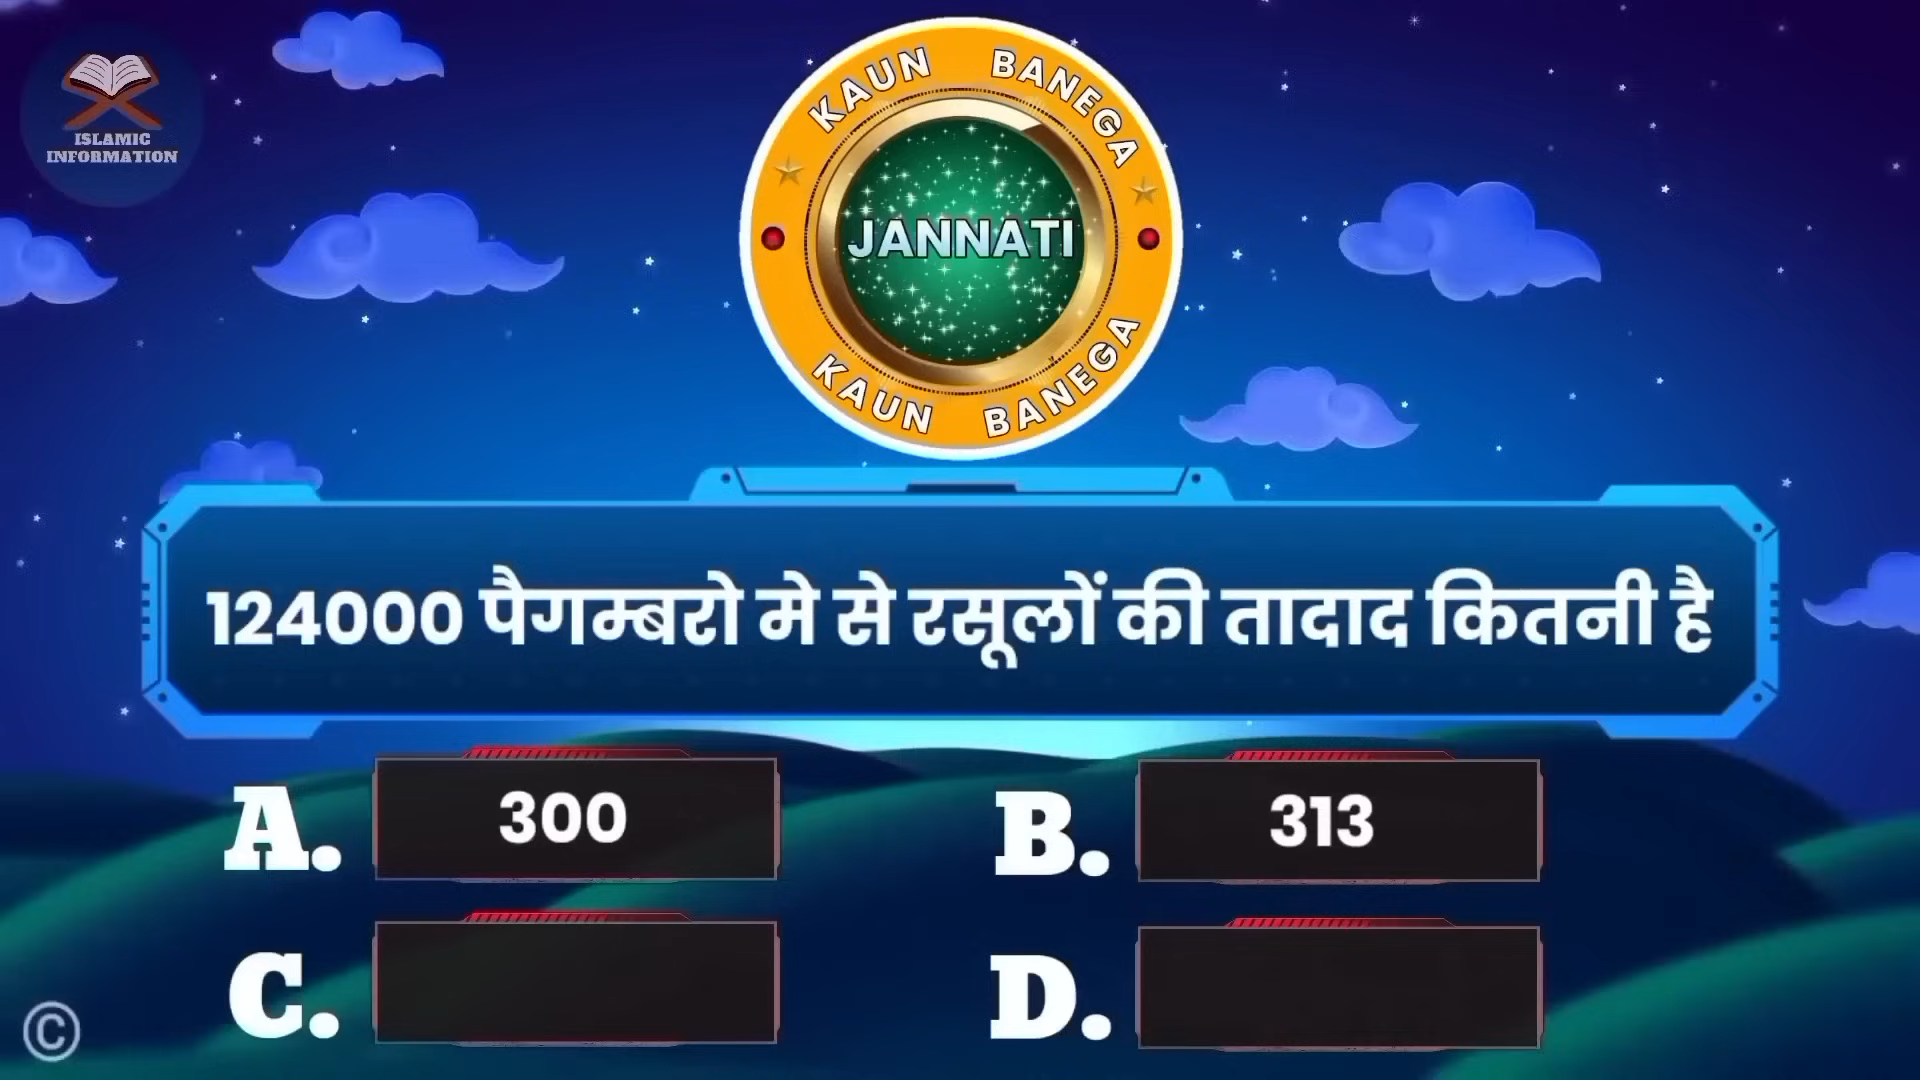 ISLAMIC
INFORMATION
KAUN BANEGA
JANNATI
KAUN BANEGA
124000 पैगम्बरो मे से रसूलों की तादाद कितनी है
A. 300
B. 313
C.
D.
©